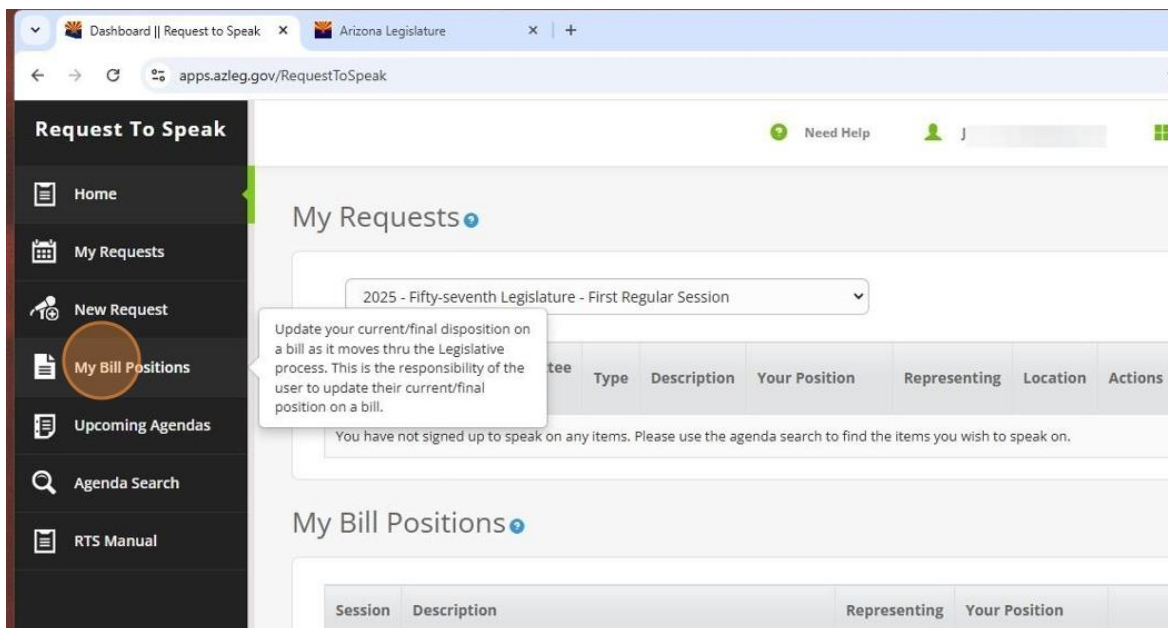 Dashboard || Request to Speak
Arizona Legislature
apps.azleg.gov/RequestToSpeak
Request To Speak
Need Help
J
Home
My Requests
New Request
My Bill Positions
Upcoming Agendas
Agenda Search
RTS Manual
My Requests
2025 - Fifty-seventh Legislature - First Regular Session
Update your current/final disposition on
a bill as it moves thru the Legislative
process. This is the responsibility of the
user to update their current/final
position on a bill.
Type Description Your Position Representing Location Actions
You have not signed up to speak on any items. Please use the agenda search to find the items you wish to speak on.
My Bill Positions
Session Description Representing Your Position